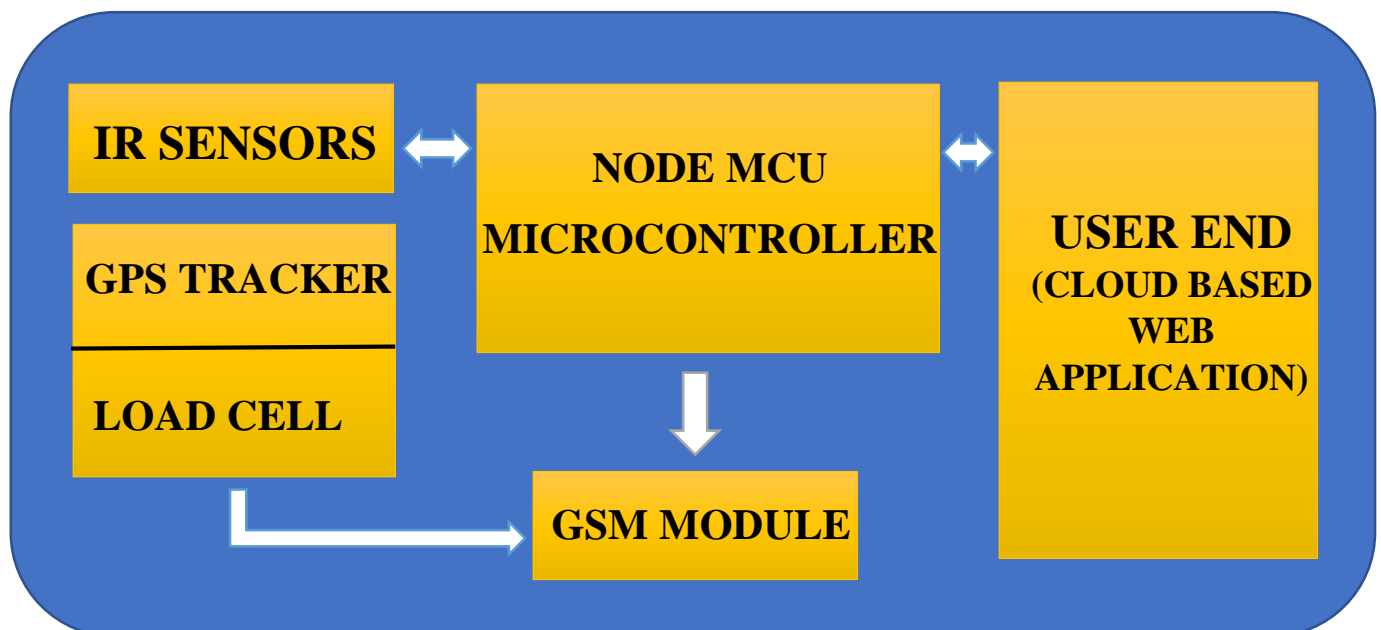 IR SENSORS
NODE MCU
MICROCONTROLLER
USER END
(CLOUD BASED
WEB
APPLICATION)
GPS TRACKER
LOAD CELL
GSM MODULE